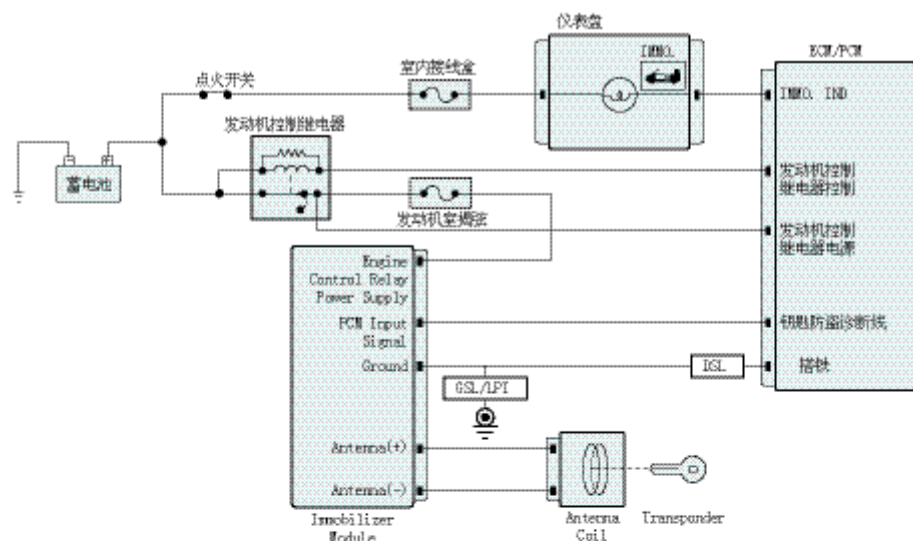 仪表盘
IMMO.
ECM/PCM
点火开关
室内接线盒
IMMO. IND
发动机控制继电器
蓄电池
发动机控制
继电器控制
发动机室
发动机控制
继电器电源
Engine
Control Relay
Power Supply
PCM Input
Signal
钥匙防盗诊断线
Ground
DSL
搭铁
GSL/LPI
Antenna(+)
Antenna(-)
Immobilizer
Module
Antenna
Coil
Transponder